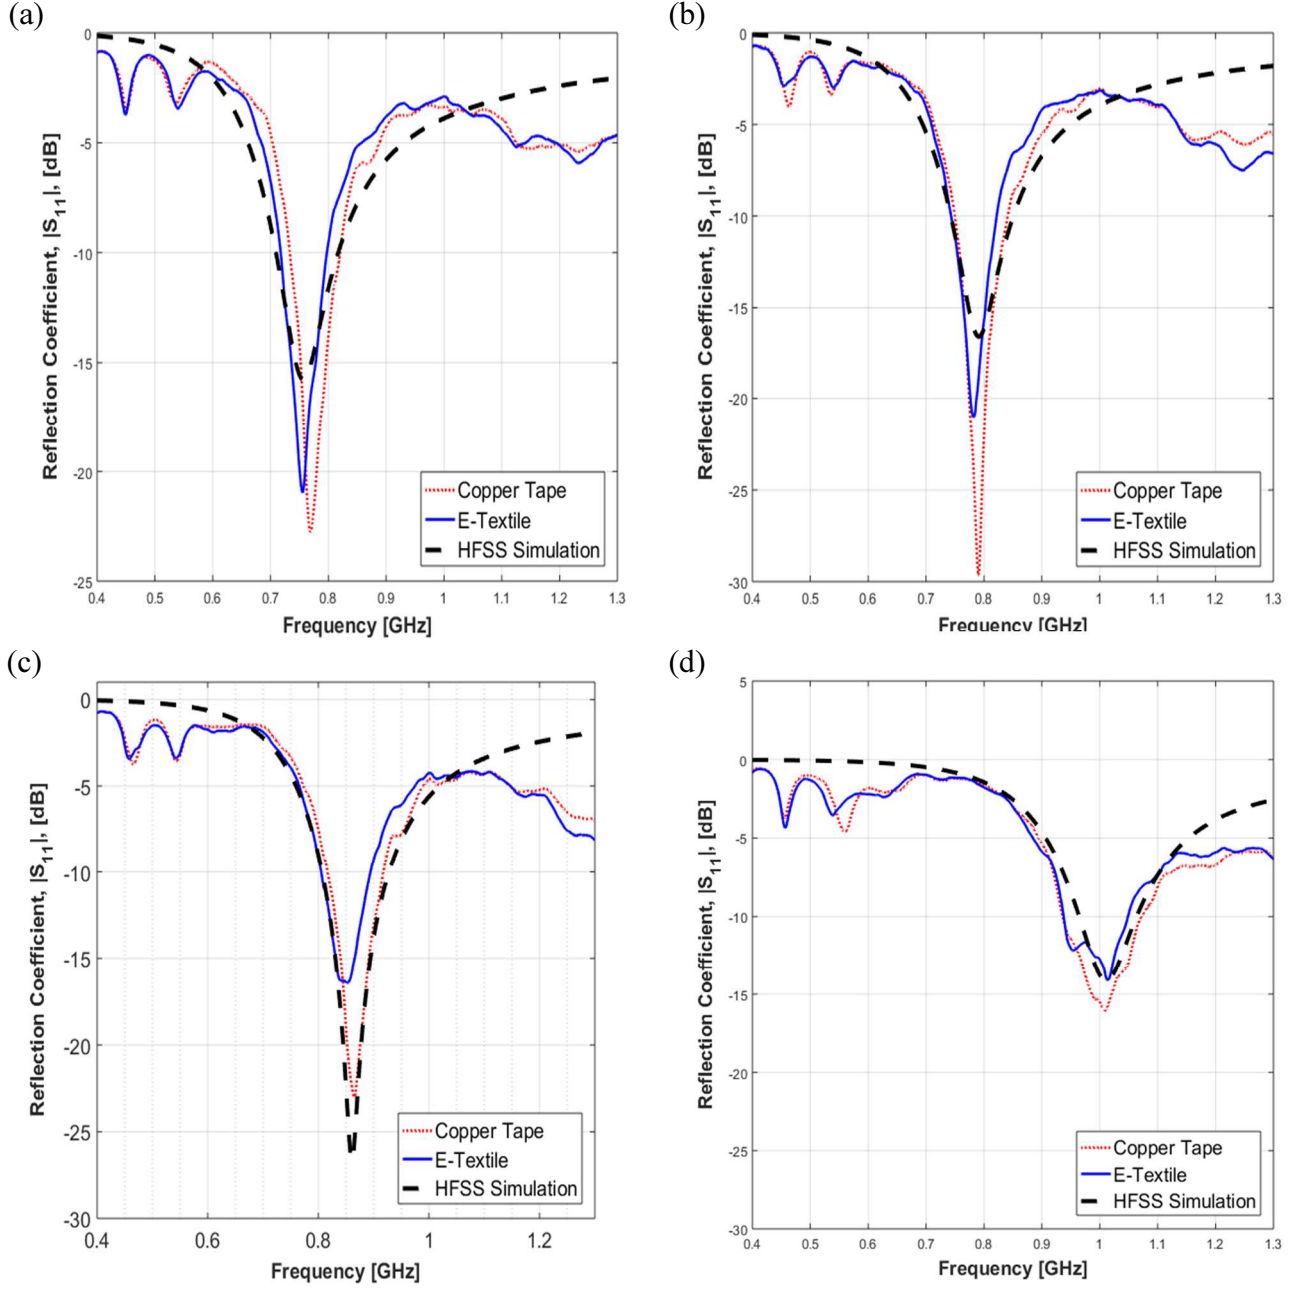 (a)
0
-5
-10
-15
-20
-25
Reflection Coefficient, |S11|, [dB]
Copper Tape
E-Textile
HFSS Simulation
0.4 0.5 0.6 0.7 0.8 0.9 1 1.1 1.2 1.3
Frequency [GHz]
(b)
0
-5
-10
-15
-20
-25
-30
Reflection Coefficient, |S11|, [dB]
Copper Tape
E-Textile
HFSS Simulation
0.4 0.5 0.6 0.7 0.8 0.9 1 1.1 1.2 1.3
Frequency [GHz]
(c)
0
-5
-10
-15
-20
-25
-30
Reflection Coefficient, |S11|, [dB]
Copper Tape
E-Textile
HFSS Simulation
0.4 0.6 0.8 1 1.2
Frequency [GHz]
(d)
5
0
-5
-10
-15
-20
-25
-30
Reflection Coefficient, |S11|, [dB]
Copper Tape
E-Textile
HFSS Simulation
0.4 0.5 0.6 0.7 0.8 0.9 1 1.1 1.2 1.3
Frequency [GHz]